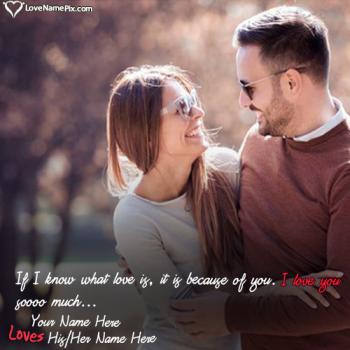 LoveNamePix.com
If I know what love is, it is because of you. I love you
soooo much...
Your Name Here
Loves His/Her Name Here